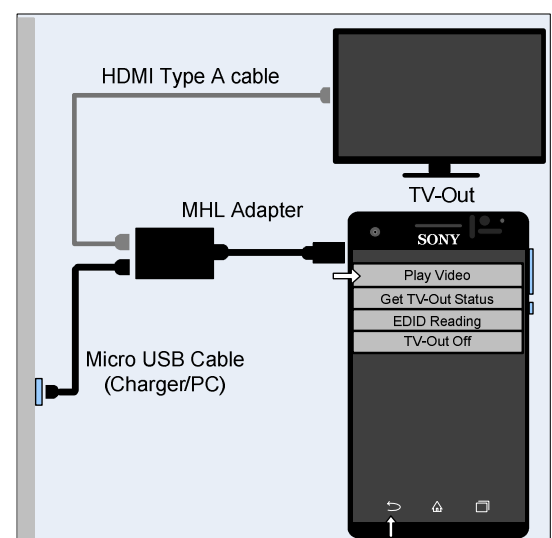 HDMI Type A cable
TV-Out
MHL Adapter
SONY
Play Video
Get TV-Out Status
EDID Reading
TV-Out Off
Micro USB Cable
(Charger/PC)